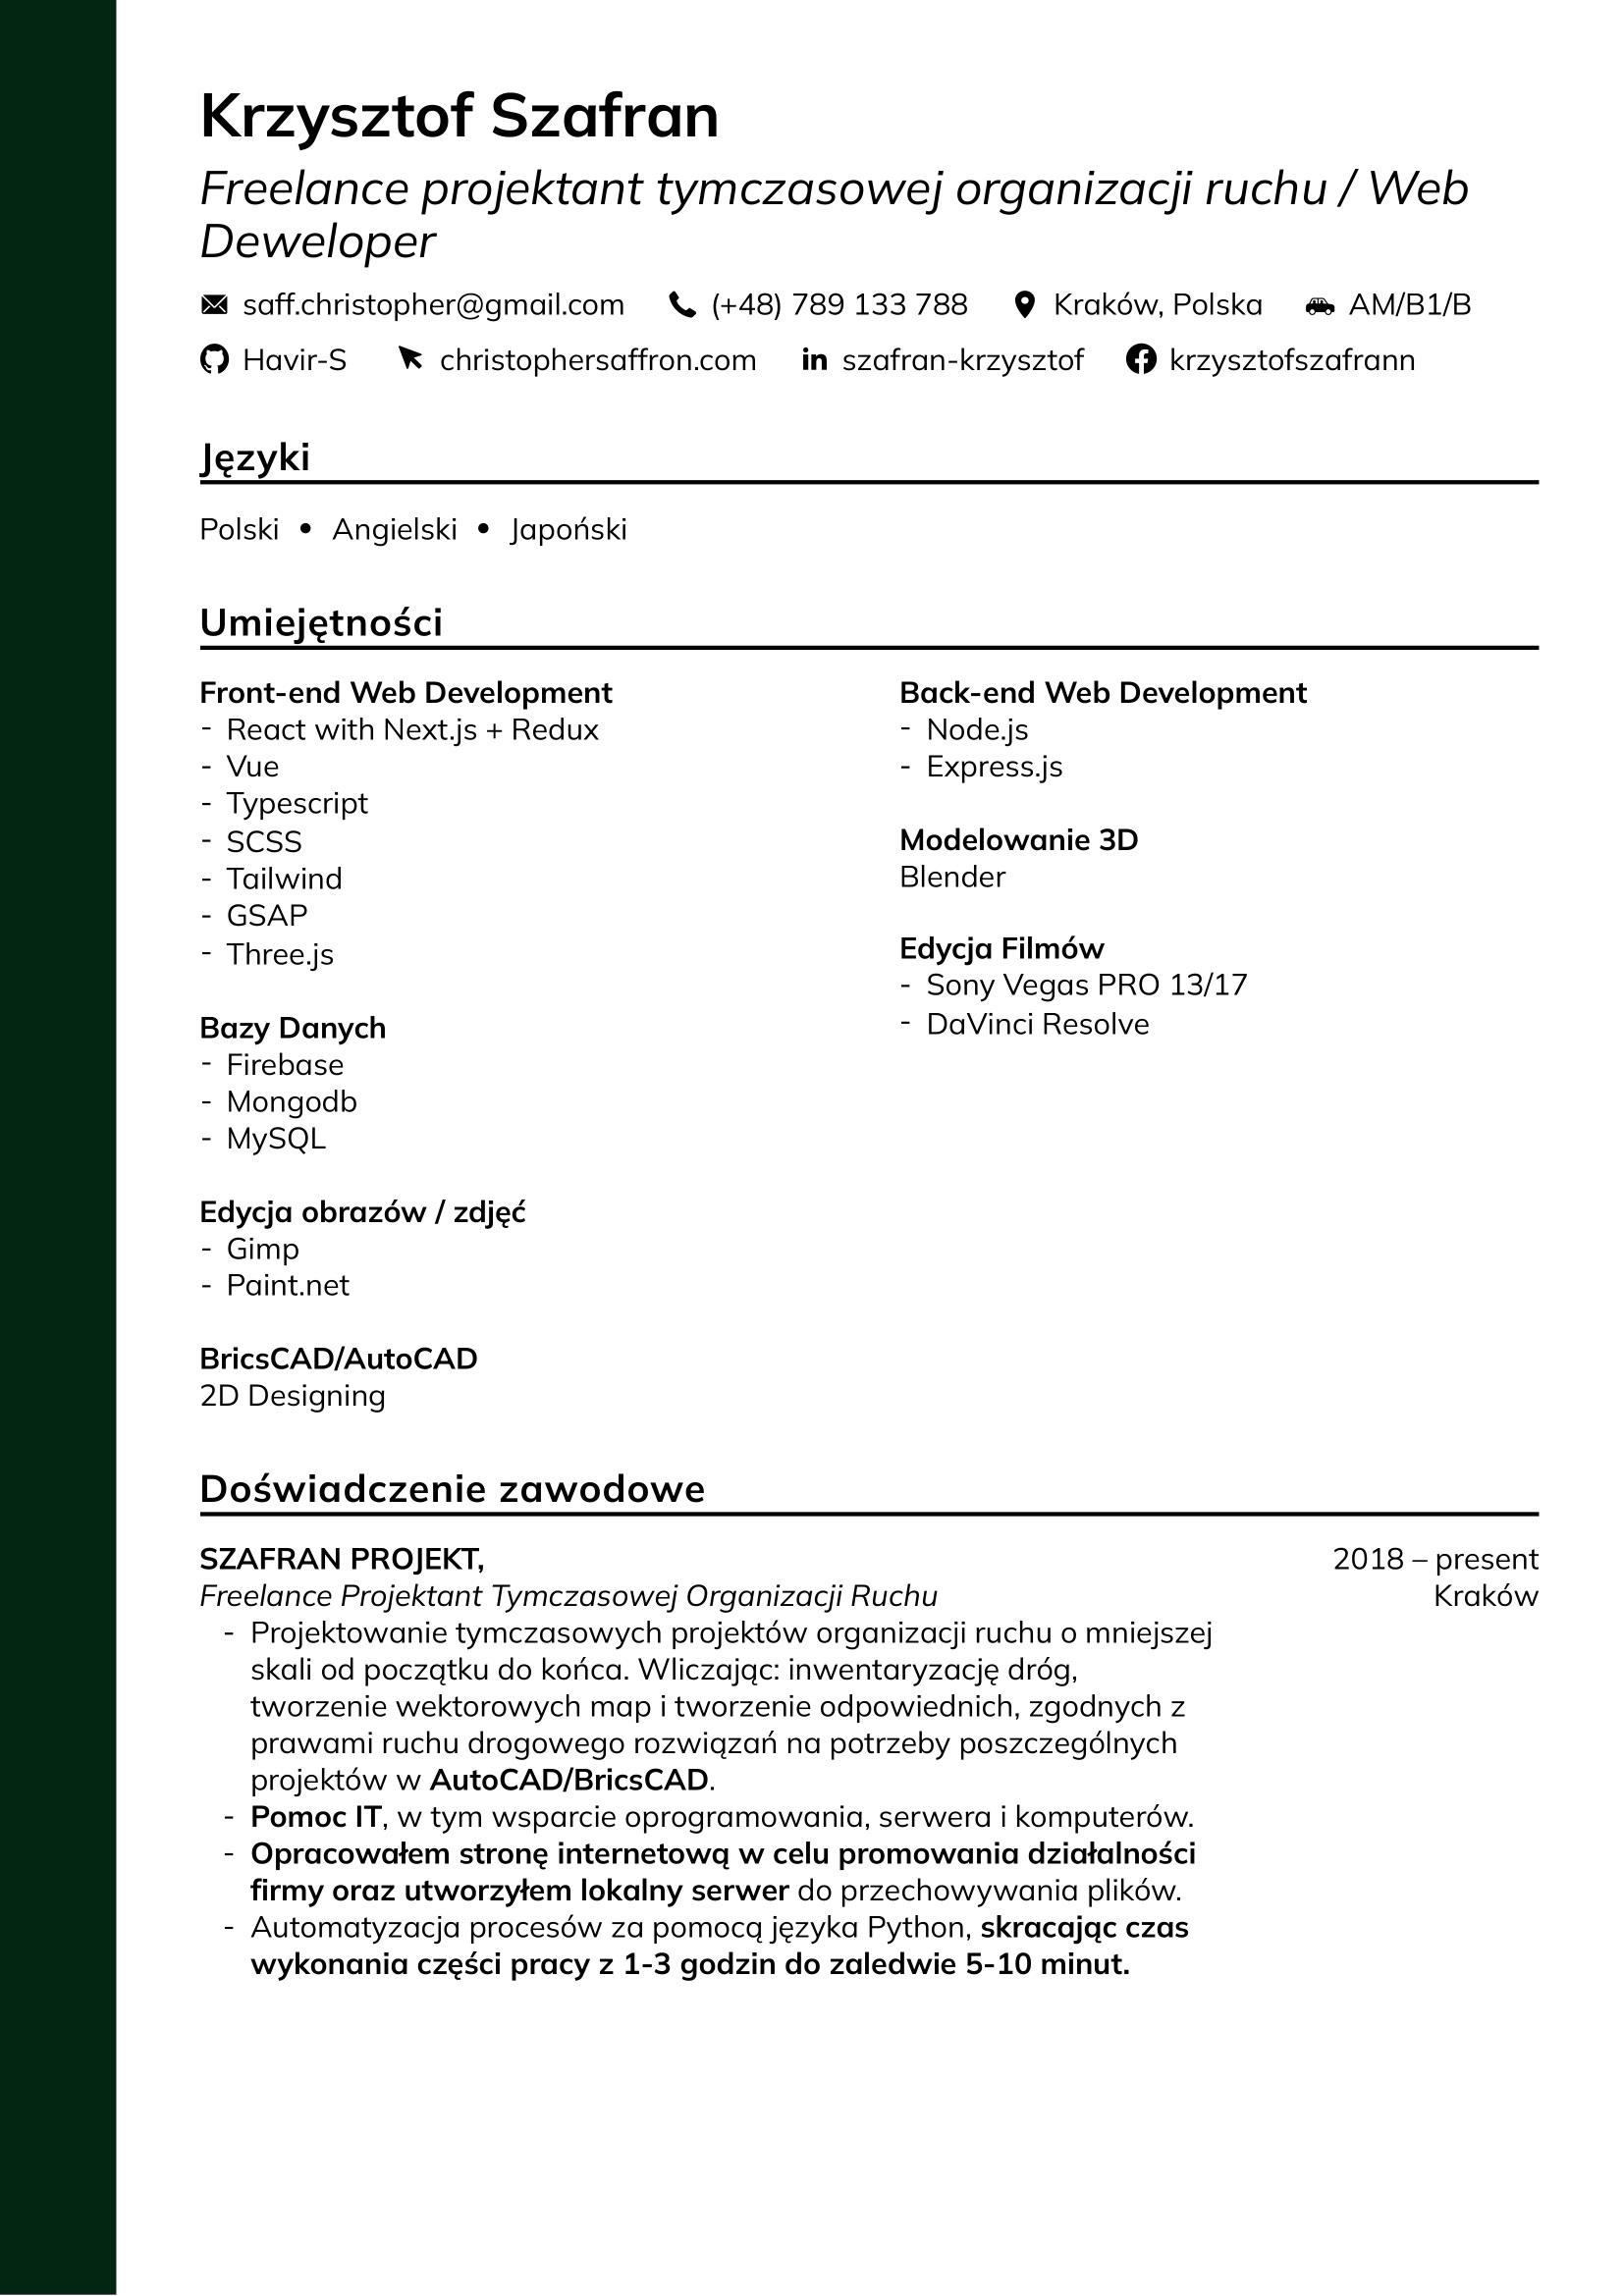 Krzysztof Szafran
Freelance projektant tymczasowej organizacji ruchu / Web
Deweloper
saff.christopher@gmail.com (+48) 789 133 788 Kraków, Polska AM/B1/B
Havir-S christophersaffron.com in szafran-krzysztof krzysztofszafrann
Języki
Polski • Angielski • Japoński
Umiejętności
Front-end Web Development
- React with Next.js + Redux
- Vue
- Typescript
- SCSS
- Tailwind
- GSAP
- Three.js
Bazy Danych
- Firebase
- Mongodb
- MySQL
Edycja obrazów / zdjęć
- Gimp
- Paint.net
BricsCAD/AutoCAD
2D Designing
Back-end Web Development
- Node.js
- Express.js
Modelowanie 3D
Blender
Edycja Filmów
- Sony Vegas PRO 13/17
- DaVinci Resolve
Doświadczenie zawodowe
SZAFRAN PROJEKT, 2018 – present
Freelance Projektant Tymczasowej Organizacji Ruchu Kraków
- Projektowanie tymczasowych projektów organizacji ruchu o mniejszej
skali od początku do końca. Wliczając: inwentaryzację dróg,
tworzenie wektorowych map i tworzenie odpowiednich, zgodnych z
prawami ruchu drogowego rozwiązań na potrzeby poszczególnych
projektów w AutoCAD/BricsCAD.
- Pomoc IT, w tym wsparcie oprogramowania, serwera i komputerów.
- Opracowałem stronę internetową w celu promowania działalności
firmy oraz utworzyłem lokalny serwer do przechowywania plików.
- Automatyzacja procesów za pomocą języka Python, skracając czas
wykonania części pracy z 1-3 godzin do zaledwie 5-10 minut.